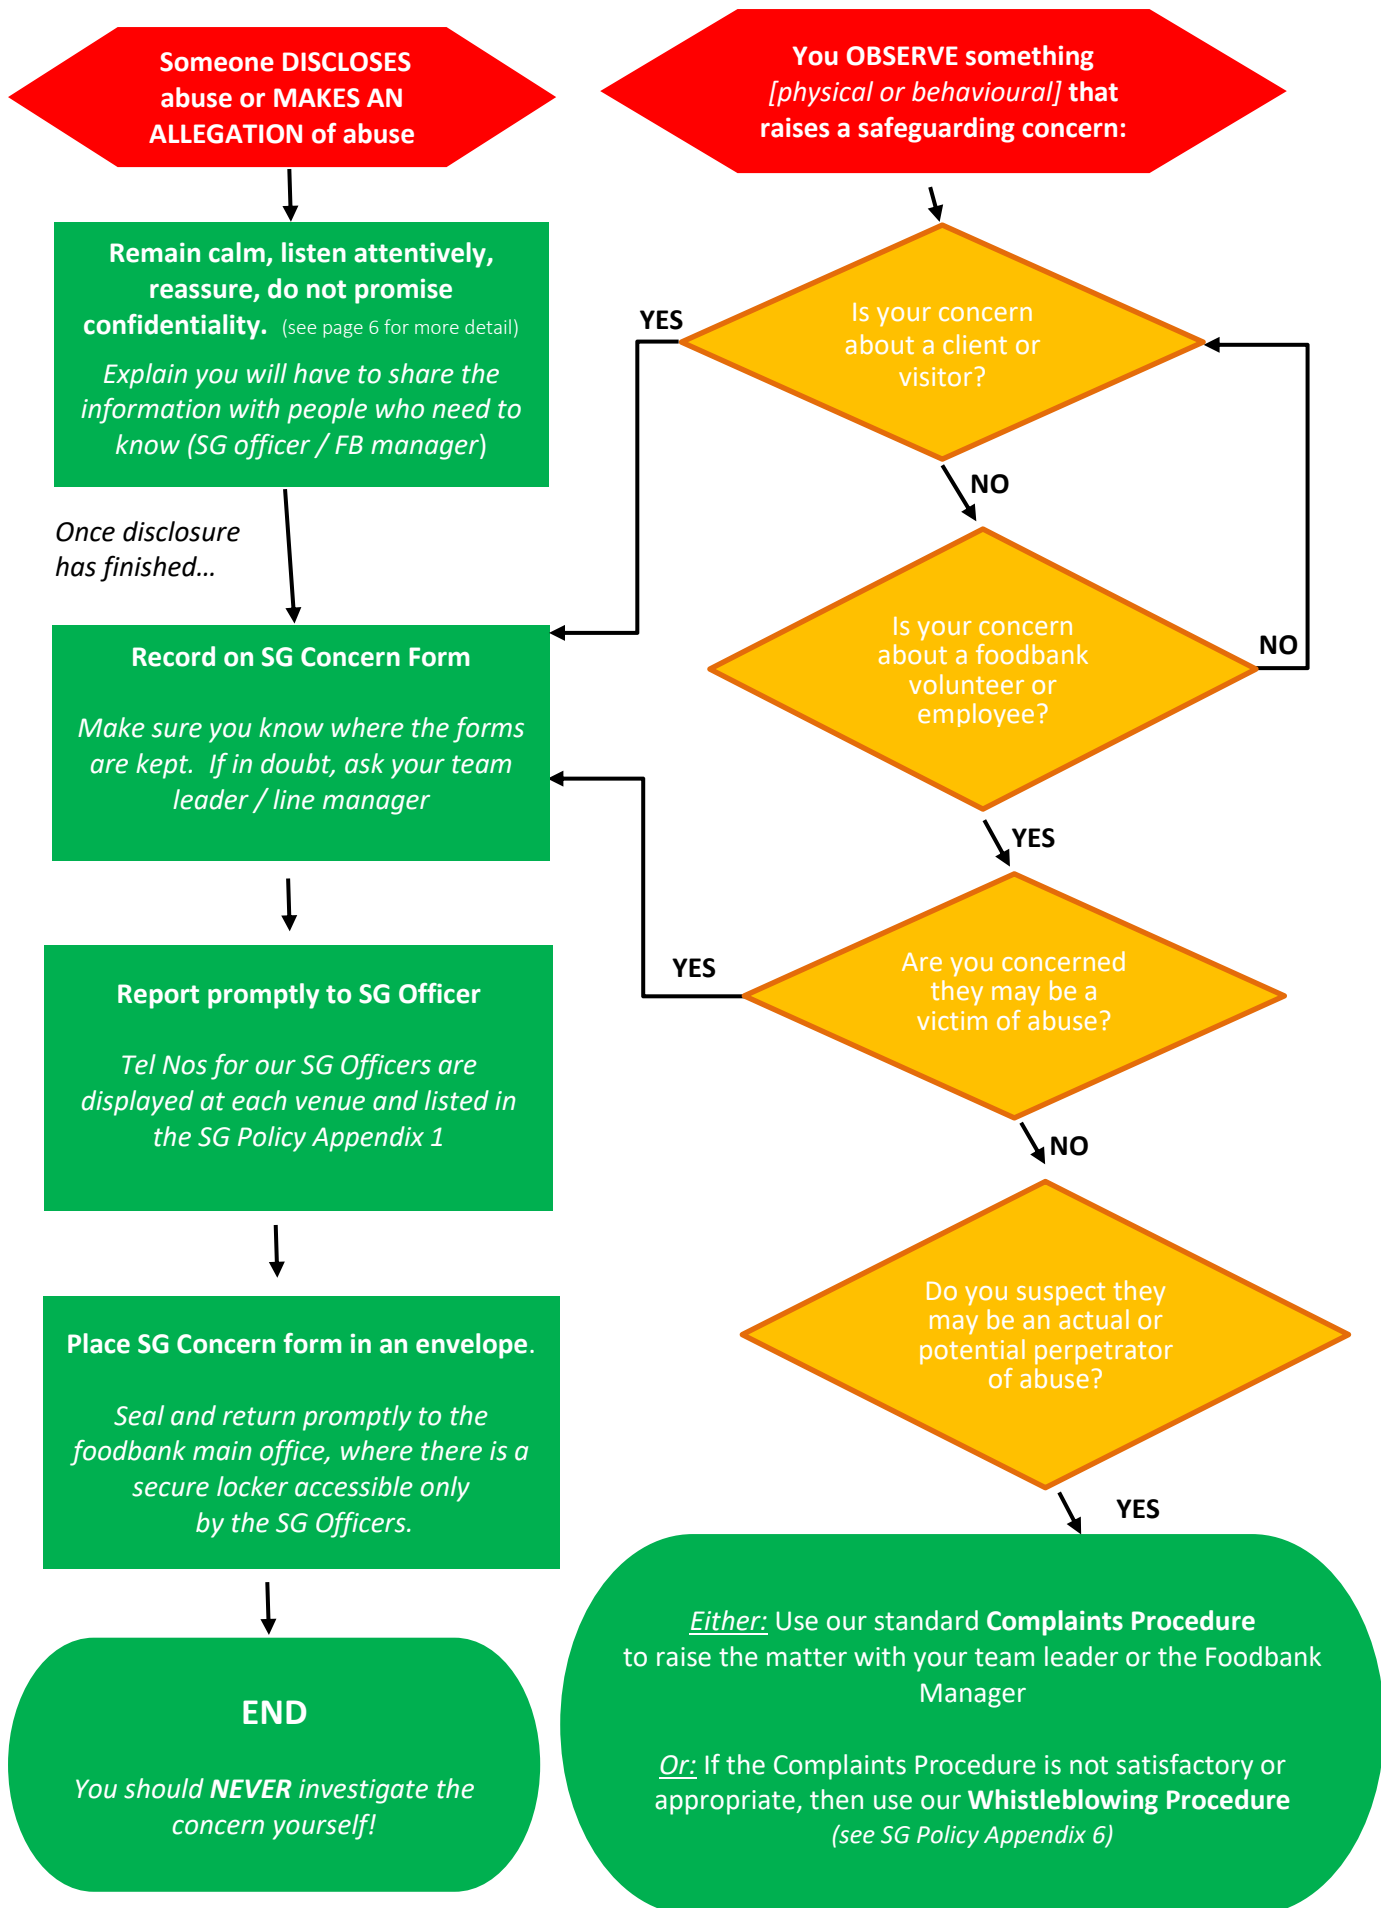 Someone DISCLOSES
abuse or MAKES AN
ALLEGATION of abuse
Remain calm, listen attentively,
reassure, do not promise
confidentiality. (see page 6 for more detail)
Explain you will have to share the
information with people who need to
know (SG officer / FB manager)
Once disclosure
has finished...
Record on SG Concern Form
Make sure you know where the forms
are kept. If in doubt, ask your team
leader / line manager
Report promptly to SG Officer
Tel Nos for our SG Officers are
displayed at each venue and listed in
the SG Policy Appendix 1
Place SG Concern form in an envelope.
Seal and return promptly to the
foodbank main office, where there is a
secure locker accessible only
by the SG Officers.
END
You should NEVER investigate the
concern yourself!
You OBSERVE something
[physical or behavioural] that
raises a safeguarding concern:
Is your concern
about a client or
visitor?
YES
NO
Is your concern
about a foodbank
volunteer or
employee?
NO
YES
Are you concerned
they may be a
victim of abuse?
YES
NO
Do you suspect they
may be an actual or
potential perpetrator
of abuse?
YES
Either: Use our standard Complaints Procedure
to raise the matter with your team leader or the Foodbank
Manager
Or: If the Complaints Procedure is not satisfactory or
appropriate, then use our Whistleblowing Procedure
(see SG Policy Appendix 6)